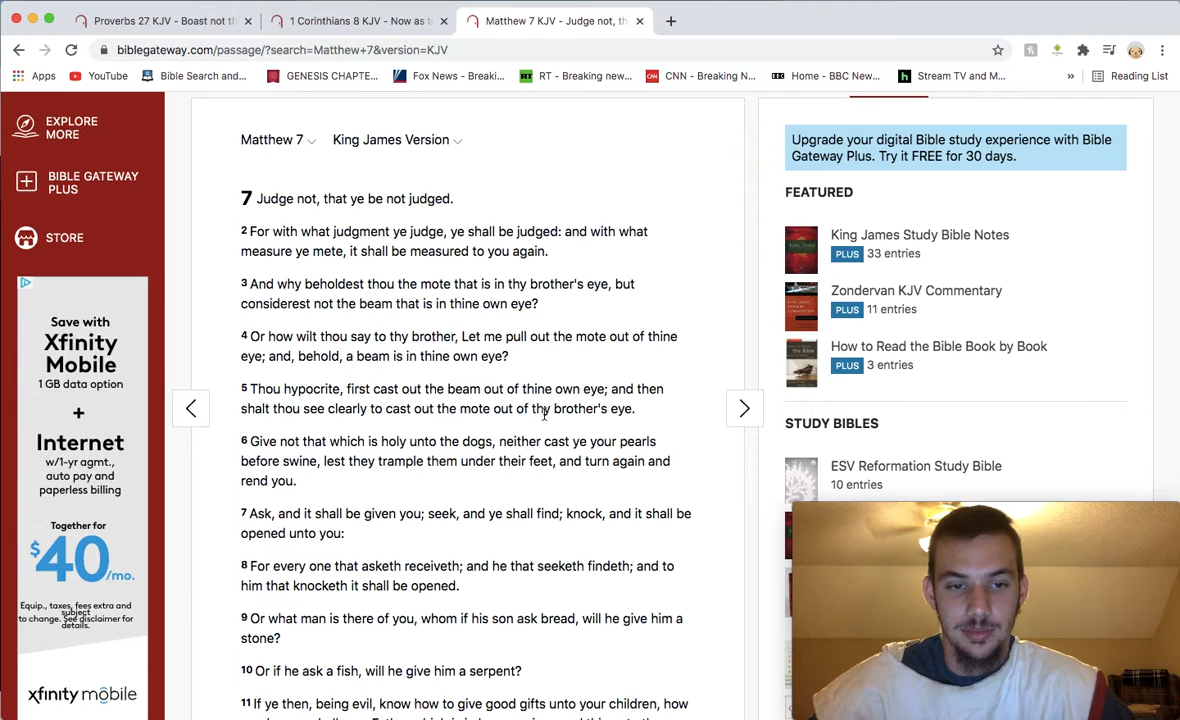 Proverbs 27 KJV - Boast not th
1 Corinthians 8 KJV - Now as t
Matthew 7 KJV - Judge not, th
biblegateway.com/passage/?search=Matthew+7&version=KJV
Apps
YouTube
Bible Search and...
GENESIS CHAPTE...
Fox News - Breaki...
RT - Breaking new...
CNN - Breaking N...
Home - BBC New...
Stream TV and M...
»
Reading List
EXPLORE
MORE
BIBLE GATEWAY
PLUS
STORE
Save with
Xfinity
Mobile
1 GB data option
+
Internet
w/1-yr agmt.,
auto pay and
paperless billing
Together for
$40/mo.
Equip., taxes, fees extra and
subject
to change. See disclaimer for
details.
xfinity mobile
Matthew 7
King James Version
7 Judge not, that ye be not judged.
2 For with what judgment ye judge, ye shall be judged: and with what
measure ye mete, it shall be measured to you again.
3 And why beholdest thou the mote that is in thy brother's eye, but
considerest not the beam that is in thine own eye?
4 Or how wilt thou say to thy brother, Let me pull out the mote out of thine
eye; and, behold, a beam is in thine own eye?
5 Thou hypocrite, first cast out the beam out of thine own eye; and then
shalt thou see clearly to cast out the mote out of thy brother's eye.
6 Give not that which is holy unto the dogs, neither cast ye your pearls
before swine, lest they trample them under their feet, and turn again and
rend you.
7 Ask, and it shall be given you; seek, and ye shall find; knock, and it shall be
opened unto you:
8 For every one that asketh receiveth; and he that seeketh findeth; and to
him that knocketh it shall be opened.
9 Or what man is there of you, whom if his son ask bread, will he give him a
stone?
10 Or if he ask a fish, will he give him a serpent?
11 If ye then, being evil, know how to give good gifts unto your children, how
Upgrade your digital Bible study experience with Bible
Gateway Plus. Try it FREE for 30 days.
FEATURED
King James Study Bible Notes
PLUS 33 entries
Zondervan KJV Commentary
PLUS 11 entries
How to Read the Bible Book by Book
PLUS 3 entries
STUDY BIBLES
ESV Reformation Study Bible
10 entries